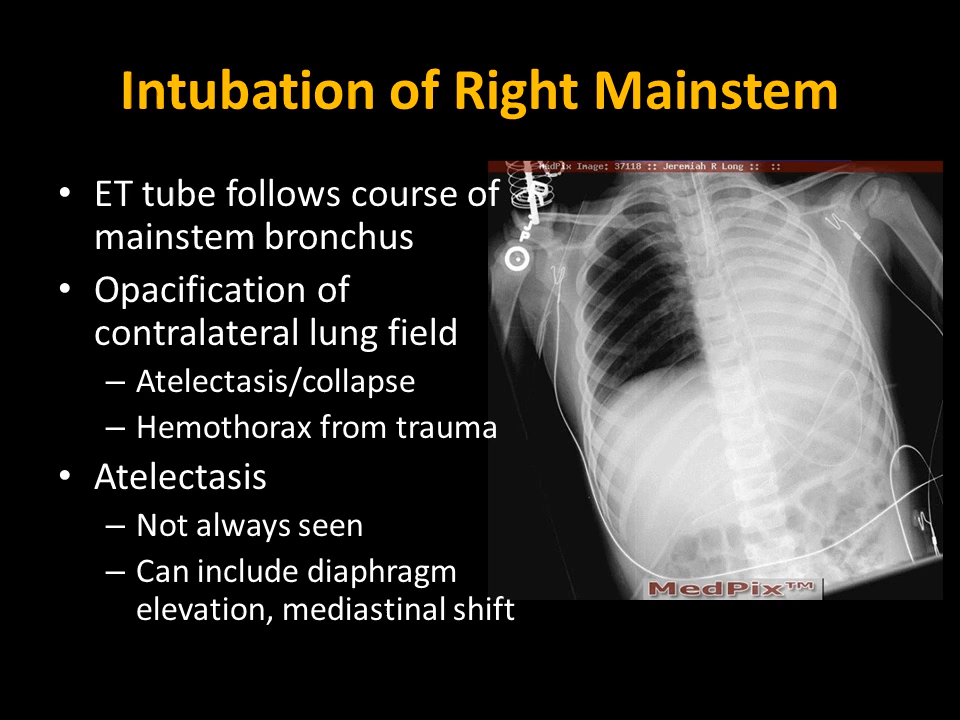 Intubation of Right Mainstem
• ET tube follows course of
mainstem bronchus
• Opacification of
contralateral lung field
– Atelectasis/collapse
– Hemothorax from trauma
• Atelectasis
– Not always seen
– Can include diaphragm
elevation, mediastinal shift
MedPix Image: 37118 :: Jeremiah R Long :: ::
MedPix™